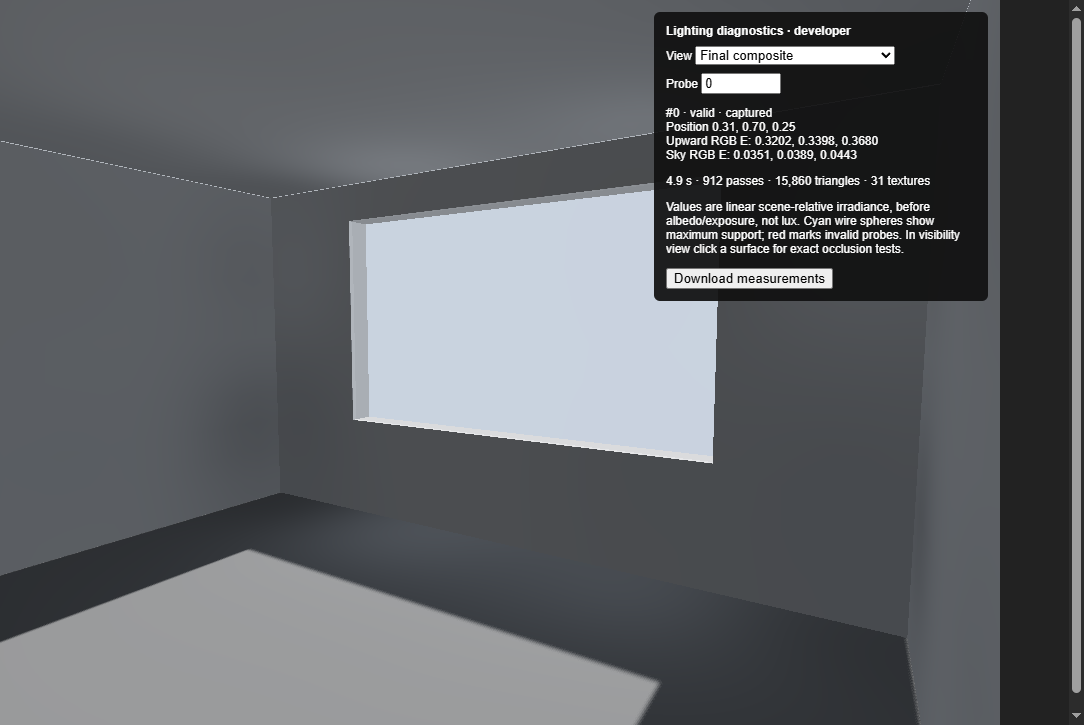 Lighting diagnostics · developer
View Final composite
Probe 0
#0 · valid · captured
Position 0.31, 0.70, 0.25
Upward RGB E: 0.3202, 0.3398, 0.3680
Sky RGB E: 0.0351, 0.0389, 0.0443
4.9 s · 912 passes · 15,860 triangles · 31 textures
Values are linear scene-relative irradiance, before
albedo/exposure, not lux. Cyan wire spheres show
maximum support; red marks invalid probes. In visibility
view click a surface for exact occlusion tests.
Download measurements